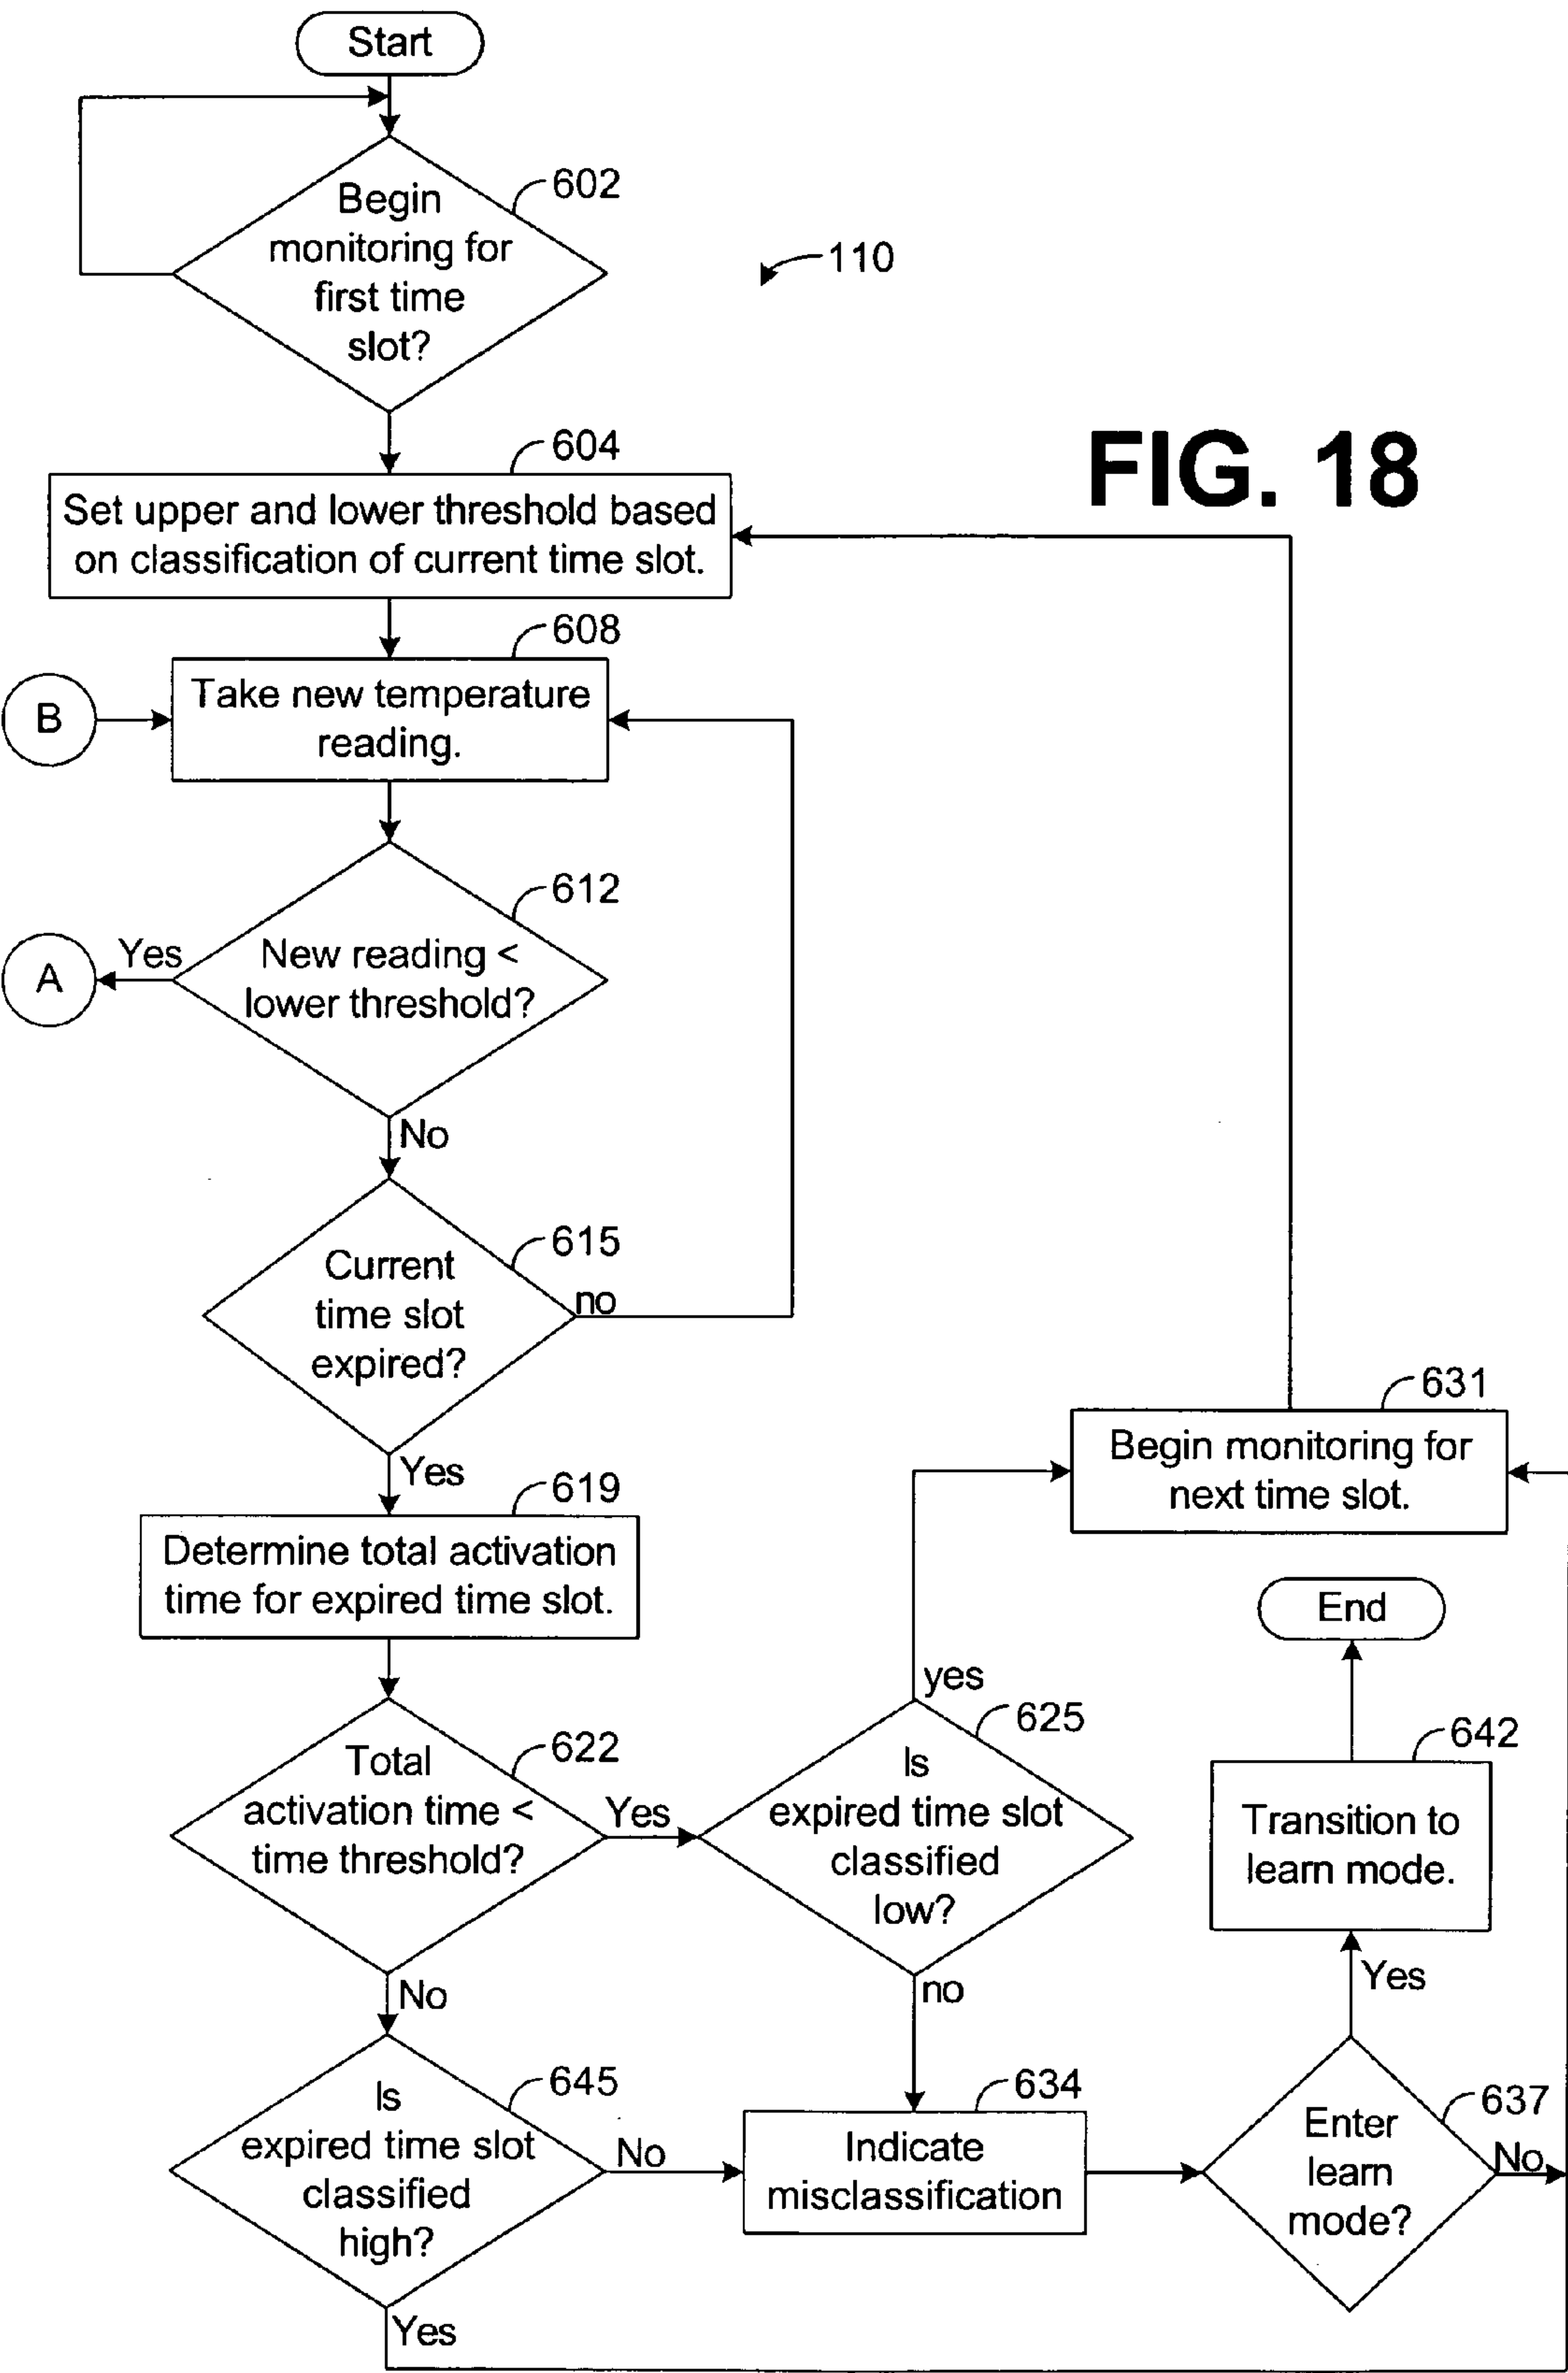 Start
Begin
monitoring for
first time
slot?
602
110
FIG. 18
604
Set upper and lower threshold based
on classification of current time slot.
608
B
Take new temperature
reading.
612
A
Yes
New reading <
lower threshold?
No
615
Current
time slot
expired?
no
Yes
631
Begin monitoring for
next time slot.
619
Determine total activation
time for expired time slot.
End
yes
622
Total
activation time <
time threshold?
Yes
625
Is
expired time slot
classified
low?
642
Transition to
learn mode.
No
no
Yes
645
Is
expired time slot
classified
high?
No
634
Indicate
misclassification
637
Enter
learn
mode?
No
Yes